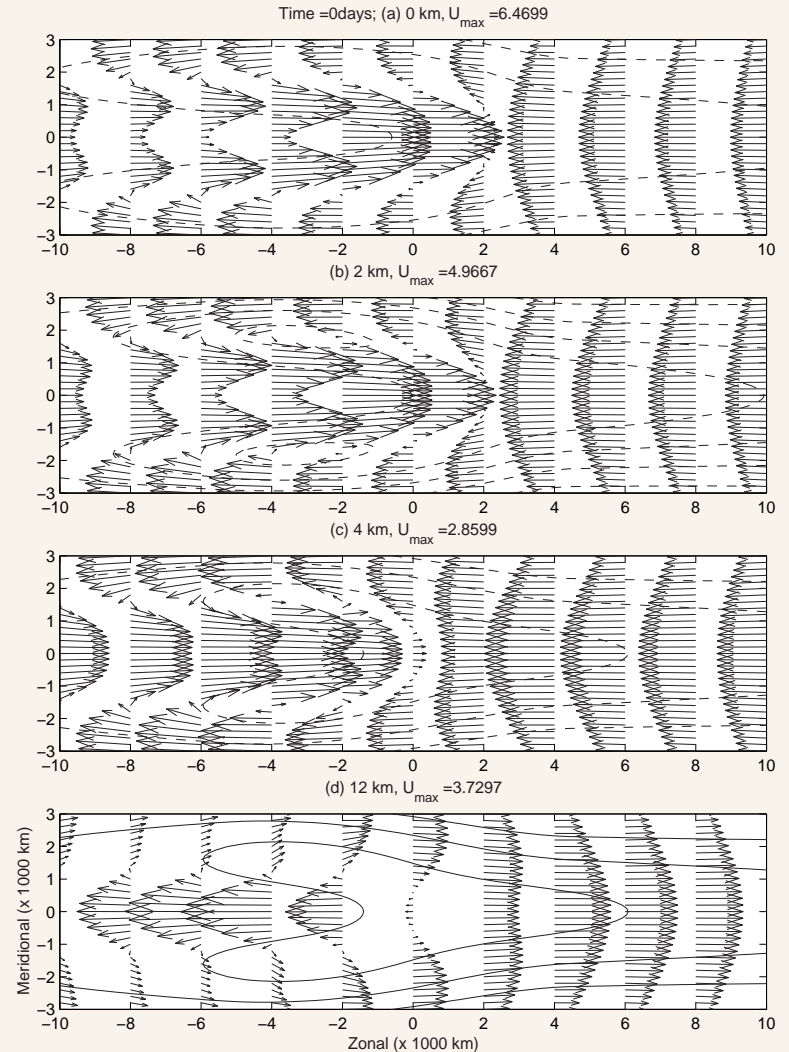 Time =0days; (a) 0 km, Umax =6.4699
3
2
1
0
−1
−2
−3
−10 −8 −6 −4 −2 0 2 4 6 8 10
(b) 2 km, Umax =4.9667
3
2
1
0
−1
−2
−3
−10 −8 −6 −4 −2 0 2 4 6 8 10
(c) 4 km, Umax =2.8599
3
2
1
0
−1
−2
−3
−10 −8 −6 −4 −2 0 2 4 6 8 10
(d) 12 km, Umax =3.7297
Meridional (x 1000 km)
3
2
1
0
−1
−2
−3
−10 −8 −6 −4 −2 0 2 4 6 8 10
Zonal (x 1000 km)